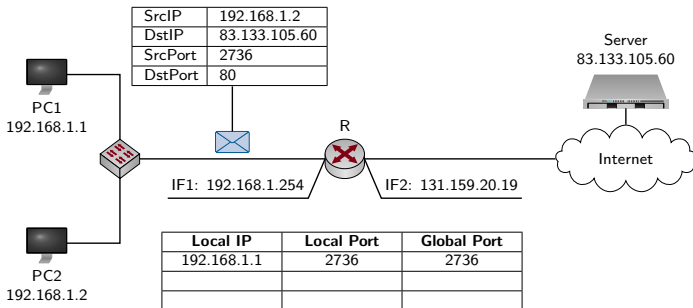 SrcIP 192.168.1.2
DstIP 83.133.105.60
SrcPort 2736
DstPort 80
Server
83.133.105.60
PC1
192.168.1.1
R
Internet
IF1: 192.168.1.254
IF2: 131.159.20.19
PC2
192.168.1.2
Local IP Local Port Global Port
192.168.1.1 2736 2736